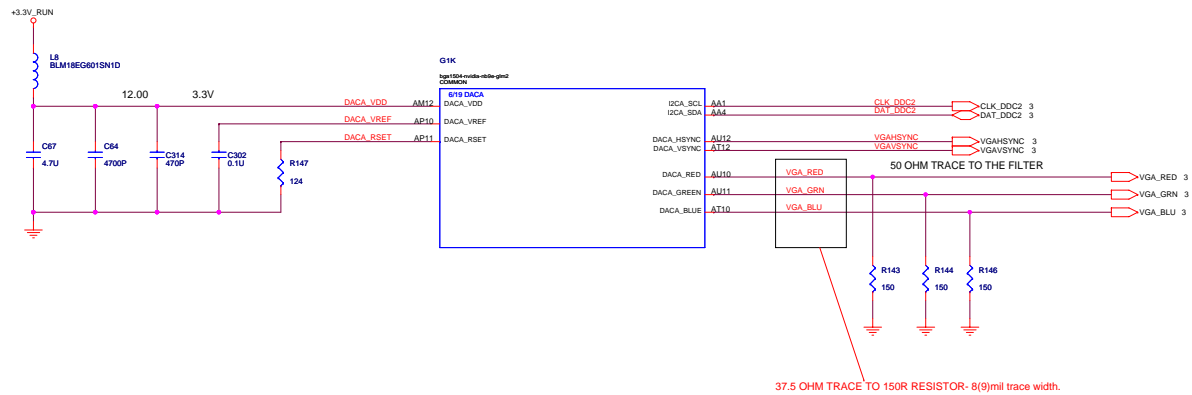 +3.3V_RUN
L8
BLM18EG601SN1D
12.00 3.3V
C67
4.7U
C64
4700P
C314
470P
C302
0.1U
R147
124
DACA_VDD AM12
DACA_VREF AP10
DACA_RSET AP11
G1K
bga1504-nvidia-nb9e-glm2
COMMON
6/19 DACA
DACA_VDD
DACA_VREF
DACA_RSET
I2CA_SCL AA1 CLK_DDC2 CLK_DDC2 3
I2CA_SDA AA4 DAT_DDC2 DAT_DDC2 3
DACA_HSYNC AU12 VGAHSYNC VGAHSYNC 3
DACA_VSYNC AT12 VGAVSYNC VGAVSYNC 3
50 OHM TRACE TO THE FILTER
DACA_RED AU10 VGA_RED VGA_RED 3
DACA_GREEN AU11 VGA_GRN VGA_GRN 3
DACA_BLUE AT10 VGA_BLU VGA_BLU 3
R143
150
R144
150
R146
150
37.5 OHM TRACE TO 150R RESISTOR- 8(9)mil trace width.